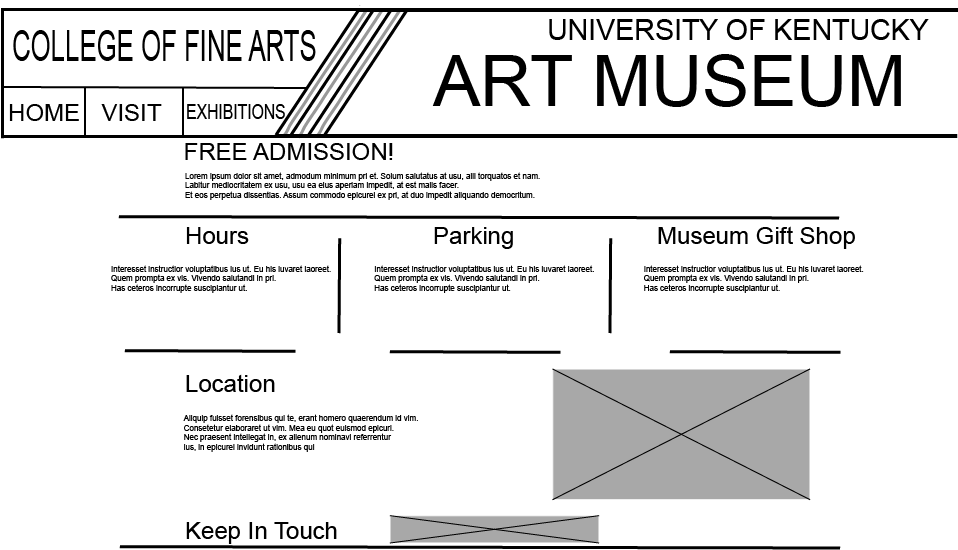 COLLEGE OF FINE ARTS
UNIVERSITY OF KENTUCKY
ART MUSEUM
HOME VISIT EXHIBITIONS
FREE ADMISSION!
Lorem ipsum dolor sit amet, admodum minimum pri et. Solum salutatus at usu, alii torquatos et nam.
Labitur mediocritatem ex usu, usu ea eius aperiam impedit, at est malis facer.
Et eos perpetua dissentias. Assum commodo epicurei ex pri, at duo impedit aliquando democritum.
Hours
Interesset instructior voluptatibus ius ut. Eu his iuvaret laoreet.
Quem prompta ex vis. Vivendo salutandi in pri.
Has ceteros incorrupte suscipiantur ut.
Parking
Interesset instructior voluptatibus ius ut. Eu his iuvaret laoreet.
Quem prompta ex vis. Vivendo salutandi in pri.
Has ceteros incorrupte suscipiantur ut.
Museum Gift Shop
Interesset instructior voluptatibus ius ut. Eu his iuvaret laoreet.
Quem prompta ex vis. Vivendo salutandi in pri.
Has ceteros incorrupte suscipiantur ut.
Location
Aliquip fuisset forensibus qui te, erant homero quaerendum id vim.
Consetetur elaboraret ut vim. Mea eu quot euismod epicuri.
Nec praesent intellegat in, ex alienum nominavi referrentur
ius, in epicurei invidunt rationibus qui
Keep In Touch